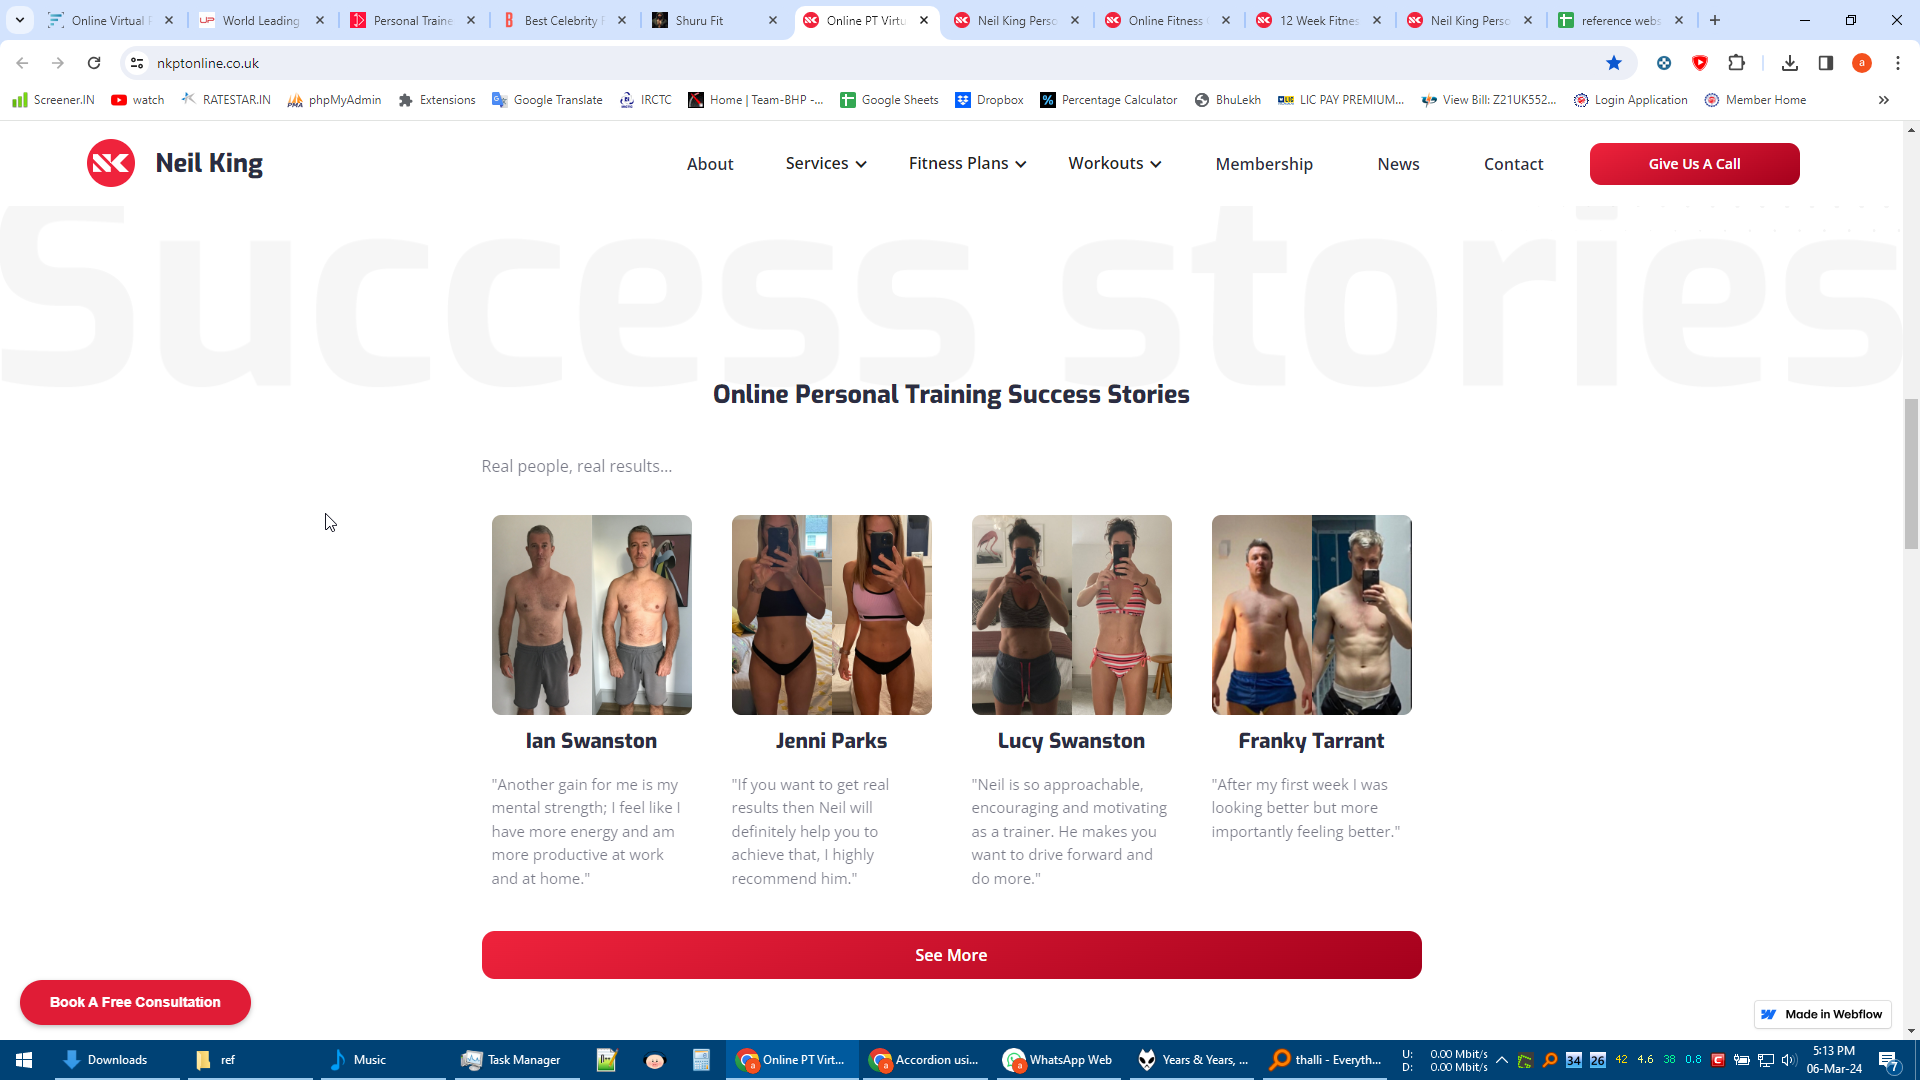 Online Virtual
World Leading
Personal Traine
Best Celebrity F
Shuru Fit
Online PT Virtu
Neil King Perso
Online Fitness
12 Week Fitnes
Neil King Perso
reference webs
nkptonline.co.uk
a
Screener.IN
watch
RATESTAR.IN
phpMyAdmin
Extensions
Google Translate
IRCTC
Home | Team-BHP -...
Google Sheets
Dropbox
Percentage Calculator
BhuLekh
LIC PAY PREMIUM...
View Bill: Z21UK552...
Login Application
Member Home
NK
Neil King
About
Services
Fitness Plans
Workouts
Membership
News
Contact
Give Us A Call
Success stories
Online Personal Training Success Stories
Real people, real results...
Ian Swanston
"Another gain for me is my
mental strength; I feel like I
have more energy and am
more productive at work
and at home."
Jenni Parks
"If you want to get real
results then Neil will
definitely help you to
achieve that, I highly
recommend him."
Lucy Swanston
"Neil is so approachable,
encouraging and motivating
as a trainer. He makes you
want to drive forward and
do more."
Franky Tarrant
"After my first week I was
looking better but more
importantly feeling better."
See More
Book A Free Consultation
Made in Webflow
Downloads
ref
Music
Task Manager
Online PT Virt...
Accordion usi...
WhatsApp Web
Years & Years, ...
thalli - Everyth...
U: 0.00 Mbit/s
D: 0.00 Mbit/s
34
26
42
4.6
38
0.8
5:13 PM
06-Mar-24
7